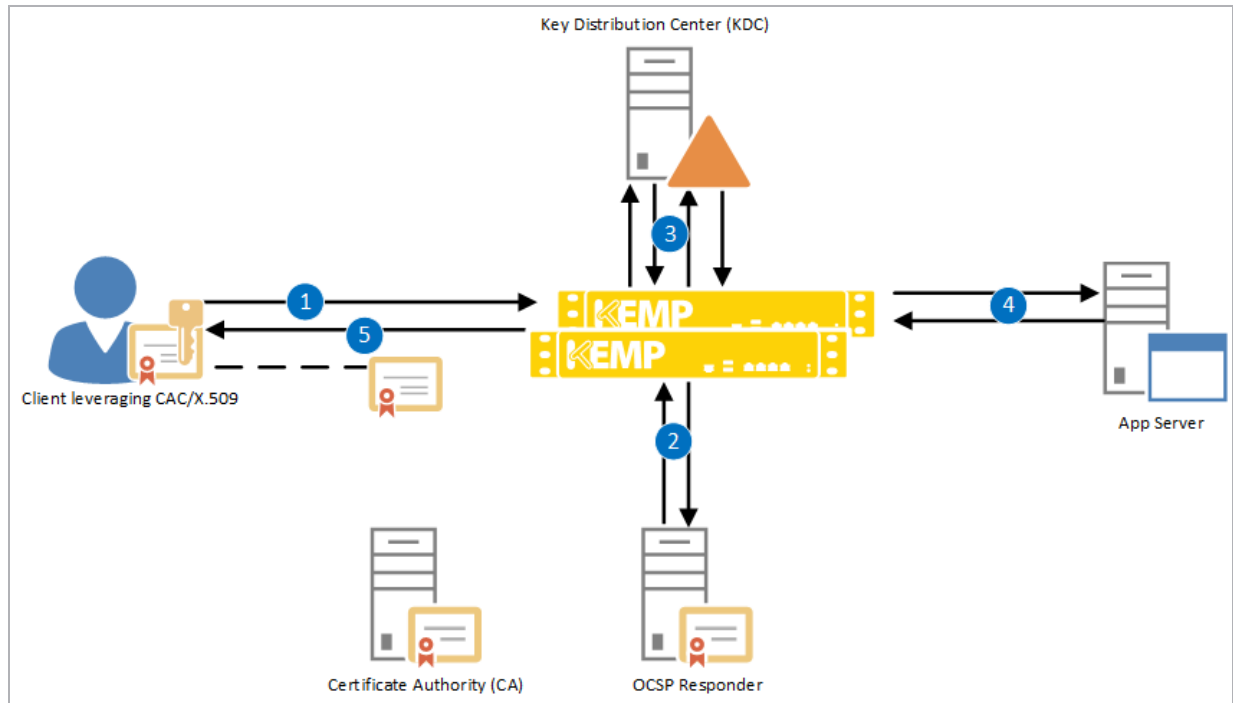 Key Distribution Center (KDC)
3
1
KEMP
4
5
KEMP
Client leveraging CAC/X.509
App Server
2
Certificate Authority (CA)
OCSP Responder